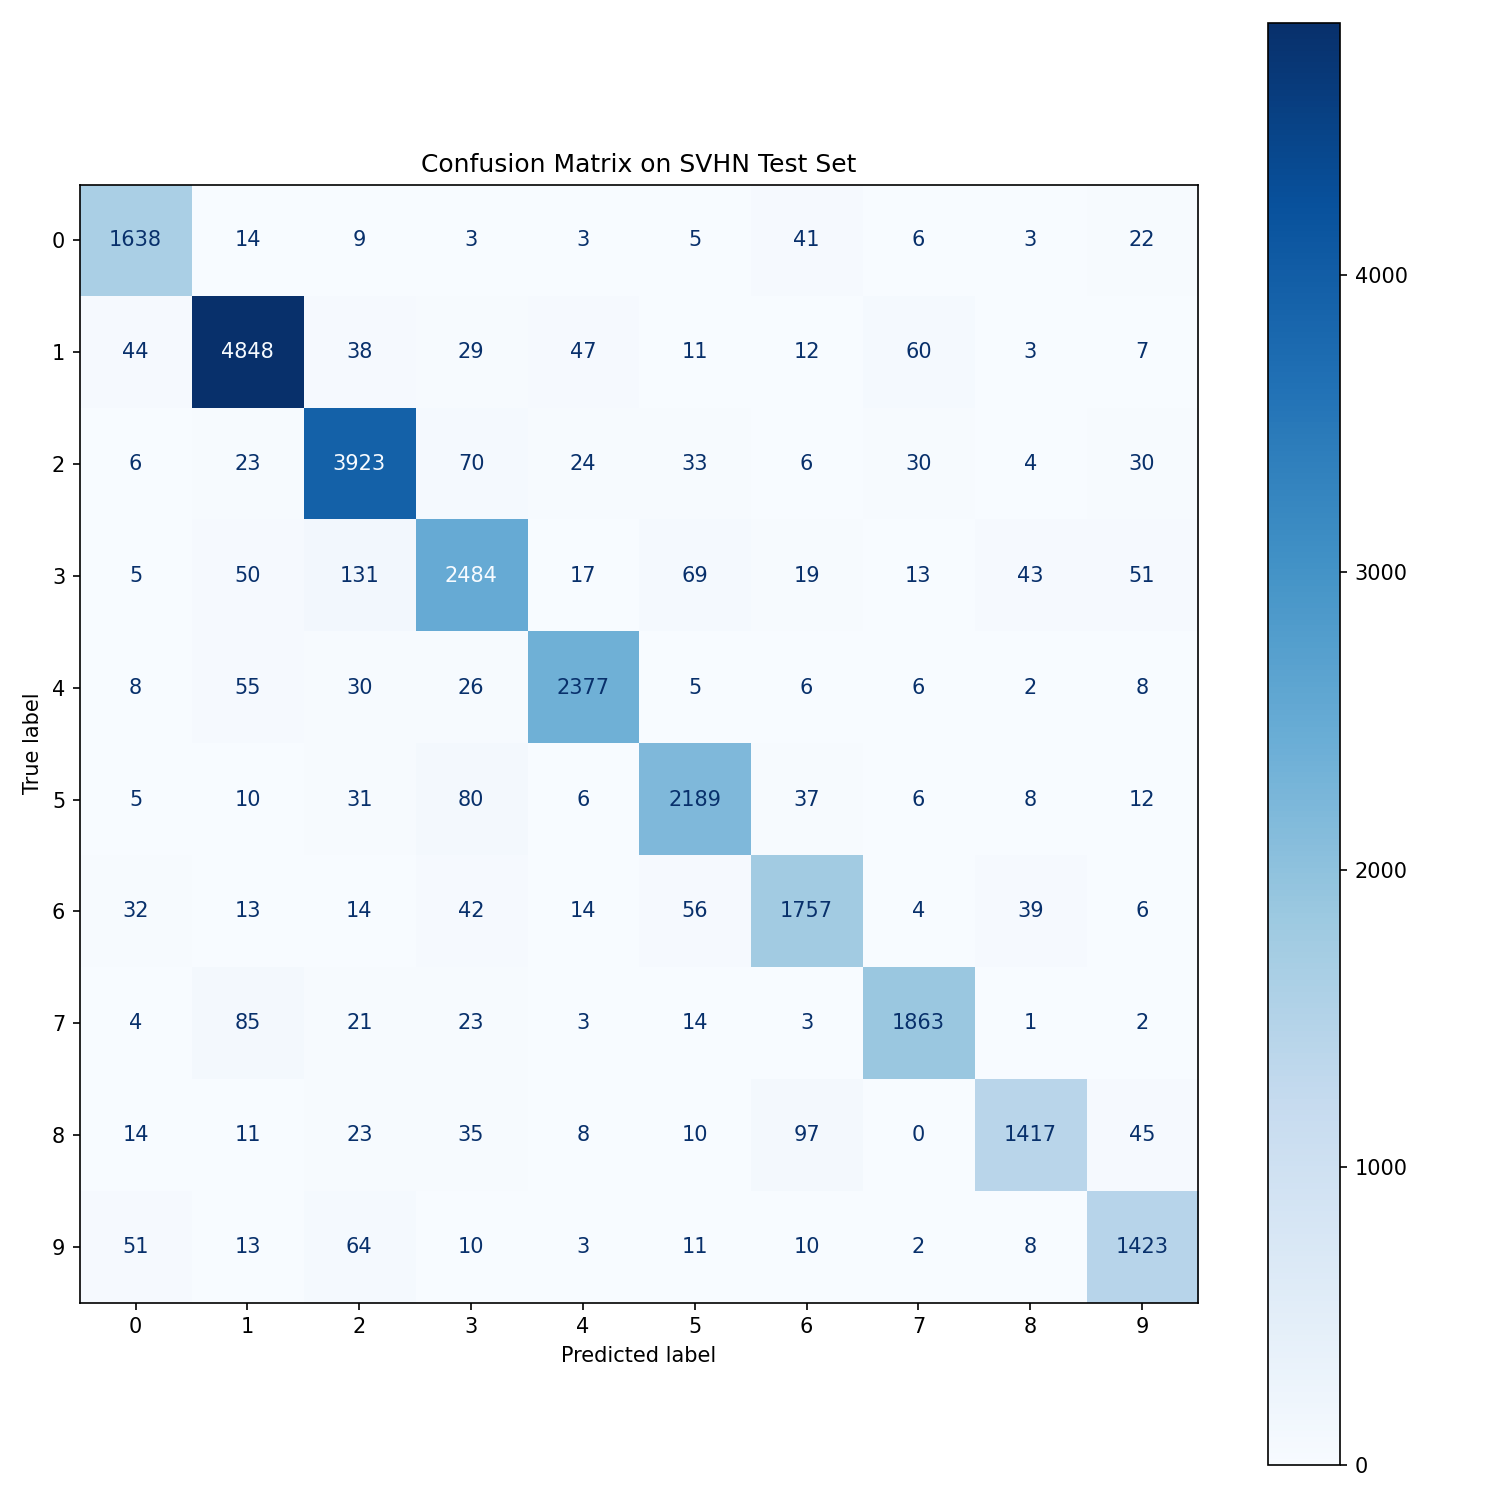 Confusion Matrix on SVHN Test Set
0 1638 14 9 3 3 5 41 6 3 22
1 44 4848 38 29 47 11 12 60 3 7
2 6 23 3923 70 24 33 6 30 4 30
3 5 50 131 2484 17 69 19 13 43 51
4 8 55 30 26 2377 5 6 6 2 8
5 5 10 31 80 6 2189 37 6 8 12
6 32 13 14 42 14 56 1757 4 39 6
7 4 85 21 23 3 14 3 1863 1 2
8 14 11 23 35 8 10 97 0 1417 45
9 51 13 64 10 3 11 10 2 8 1423
0 1 2 3 4 5 6 7 8 9
Predicted label
True label
4000
3000
2000
1000
0